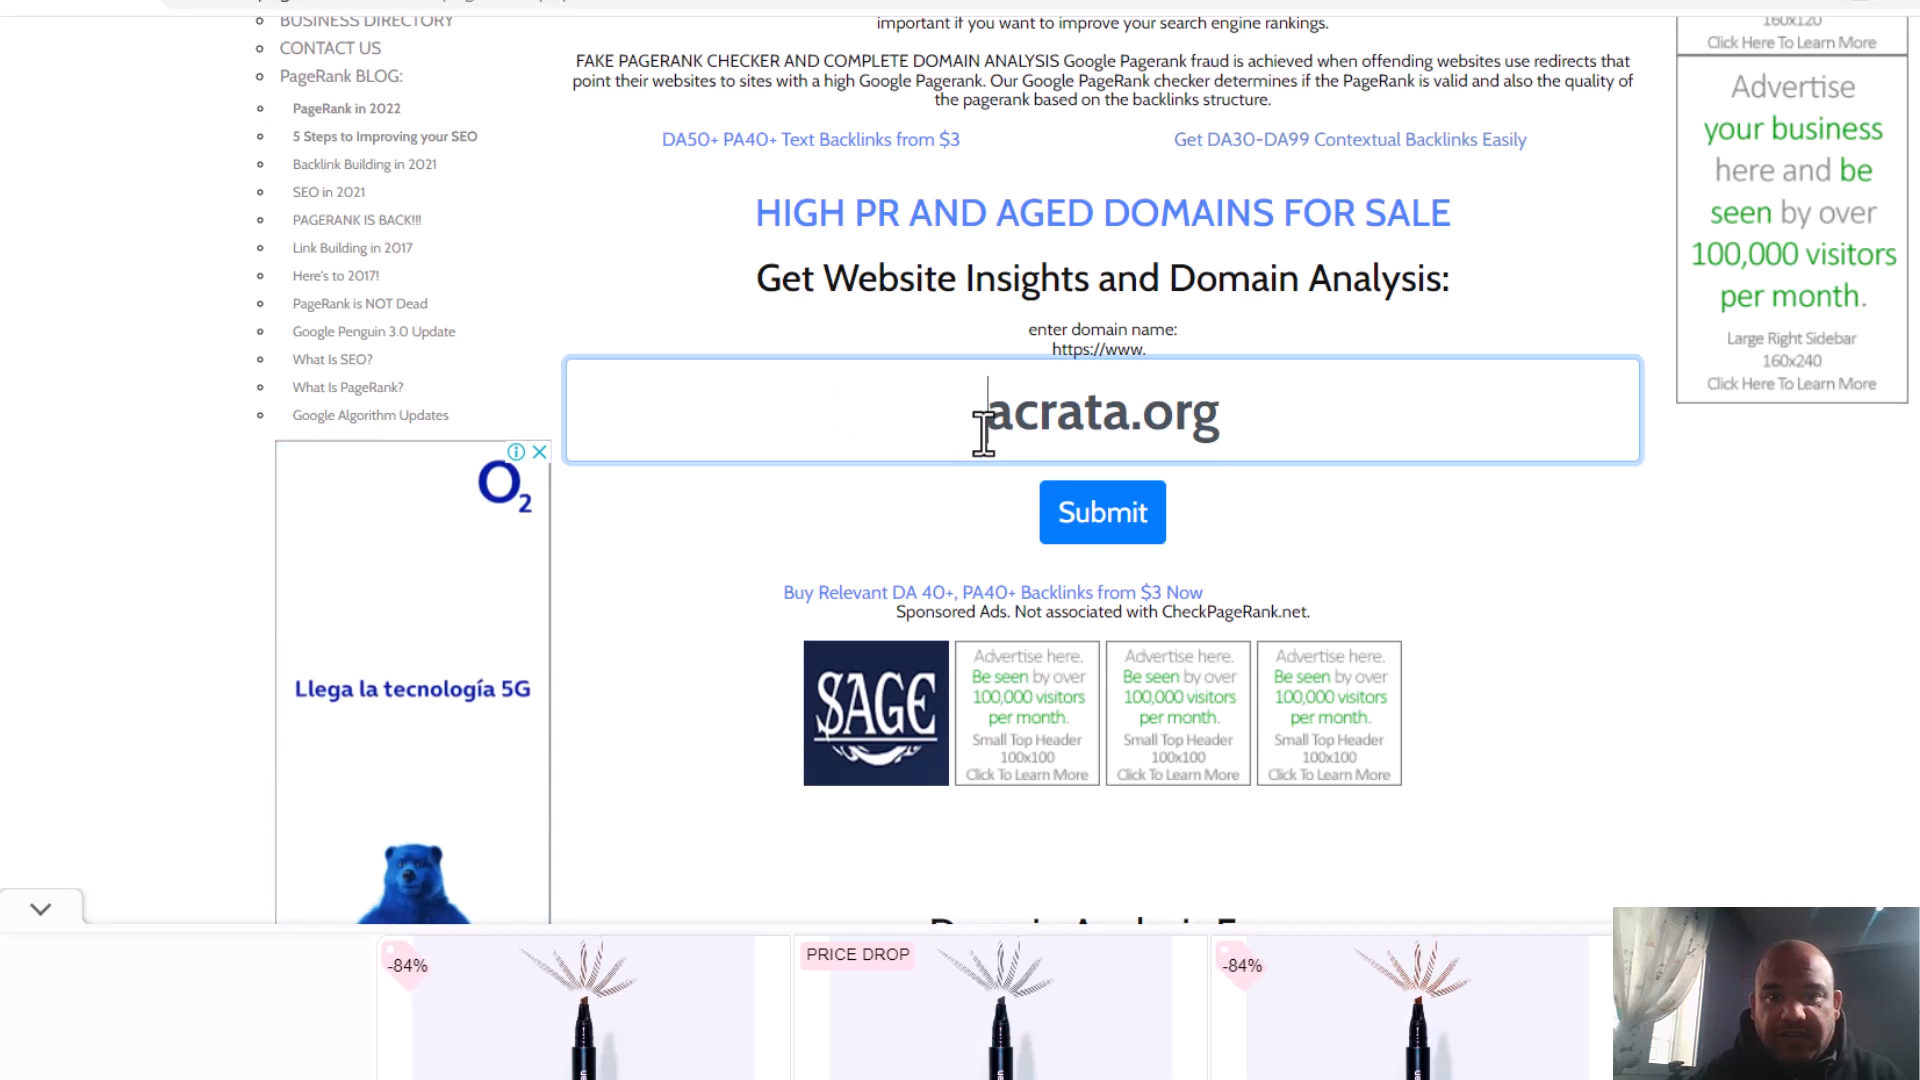 BUSINESS DIRECTORY
CONTACT US
PageRank BLOG:
PageRank in 2022
5 Steps to Improving your SEO
Backlink Building in 2021
SEO in 2021
PAGERANK IS BACK!!!
Link Building in 2017
Here's to 2017!
PageRank is NOT Dead
Google Penguin 3.0 Update
What Is SEO?
What Is PageRank?
Google Algorithm Updates
O2
Llega la tecnología 5G
important if you want to improve your search engine rankings.
FAKE PAGERANK CHECKER AND COMPLETE DOMAIN ANALYSIS Google Pagerank fraud is achieved when offending websites use redirects that
point their websites to sites with a high Google Pagerank. Our Google PageRank checker determines if the PageRank is valid and also the quality of
the pagerank based on the backlinks structure.
DA50+ PA40+ Text Backlinks from $3
Get DA30-DA99 Contextual Backlinks Easily
HIGH PR AND AGED DOMAINS FOR SALE
Get Website Insights and Domain Analysis:
enter domain name:
https://www.
acrata.org
Submit
Buy Relevant DA 40+, PA40+ Backlinks from $3 Now
Sponsored Ads. Not associated with CheckPageRank.net.
SAGE
Advertise here.
Be seen by over
100,000 visitors
per month.
Small Top Header
100x100
Click To Learn More
Advertise here.
Be seen by over
100,000 visitors
per month.
Small Top Header
100x100
Click To Learn More
Advertise here.
Be seen by over
100,000 visitors
per month.
Small Top Header
100x100
Click To Learn More
160x120
Click Here To Learn More
Advertise
your business
here and be
seen by over
100,000 visitors
per month.
Large Right Sidebar
160x240
Click Here To Learn More
-84%
PRICE DROP
-84%